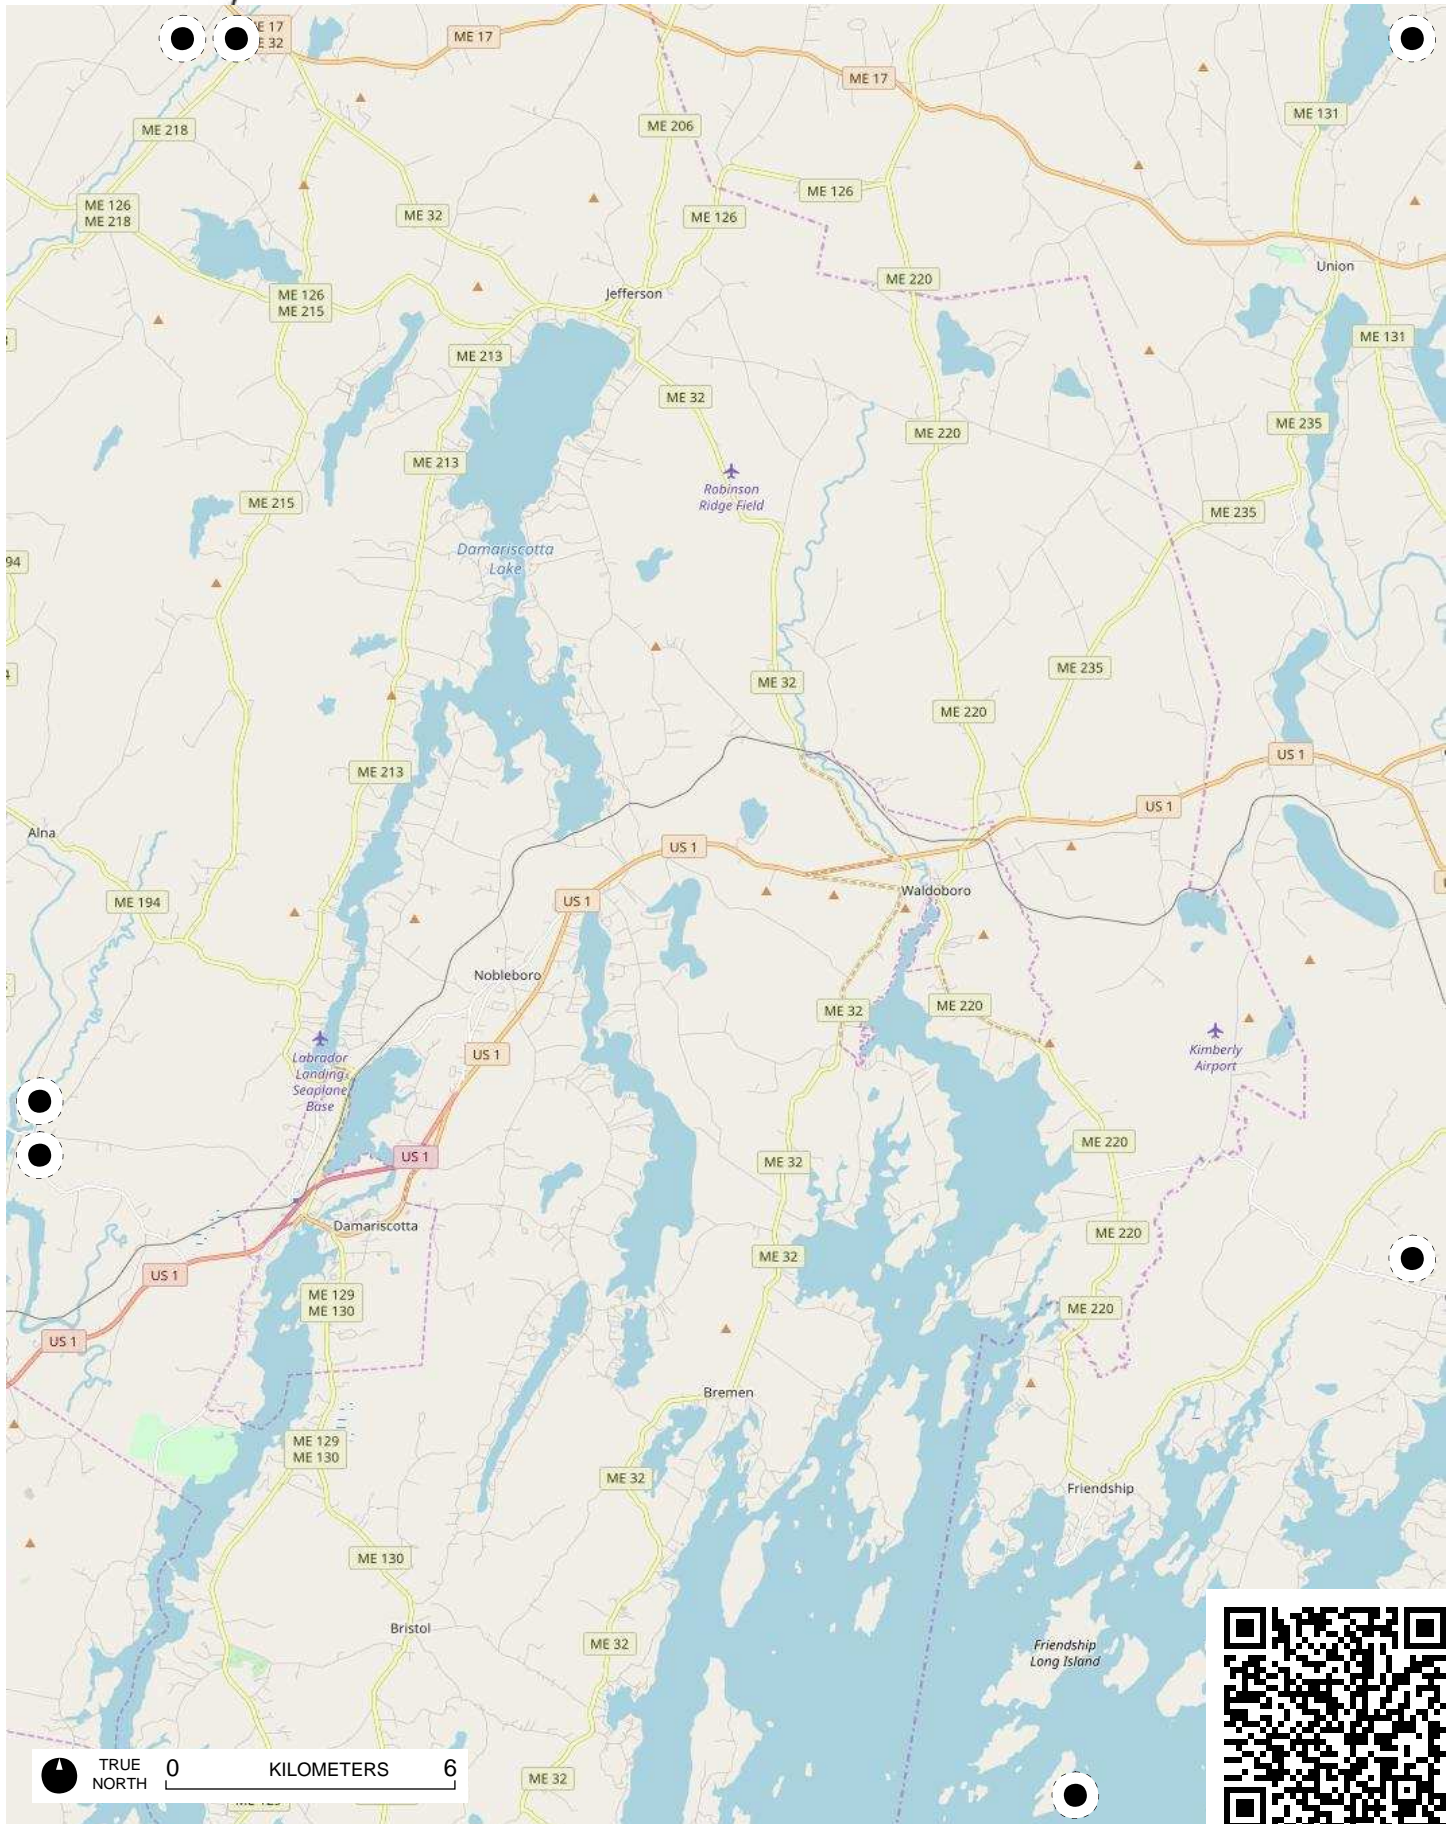 ME 17
ME 32
ME 17
ME 17
ME 131
ME 218
ME 206
ME 126
ME 126
ME 218
ME 32
ME 126
Union
ME 220
Jefferson
ME 126
ME 215
ME 131
ME 213
ME 32
ME 235
ME 220
ME 213
Robinson
Ridge Field
ME 215
ME 235
Damariscotta
Lake
94
ME 235
ME 32
ME 220
US 1
ME 213
US 1
Alna
US 1
Waldoboro
ME 194
US 1
Nobleboro
ME 32
ME 220
Labrador
Landing
Seaplane
Base
US 1
Kimberly
Airport
ME 220
US 1
ME 32
Damariscotta
ME 220
ME 32
US 1
ME 129
ME 130
ME 220
US 1
Bremen
ME 129
ME 130
ME 32
Friendship
ME 130
Bristol
ME 32
Friendship
Long Island
TRUE
NORTH
0 KILOMETERS 6
ME 32